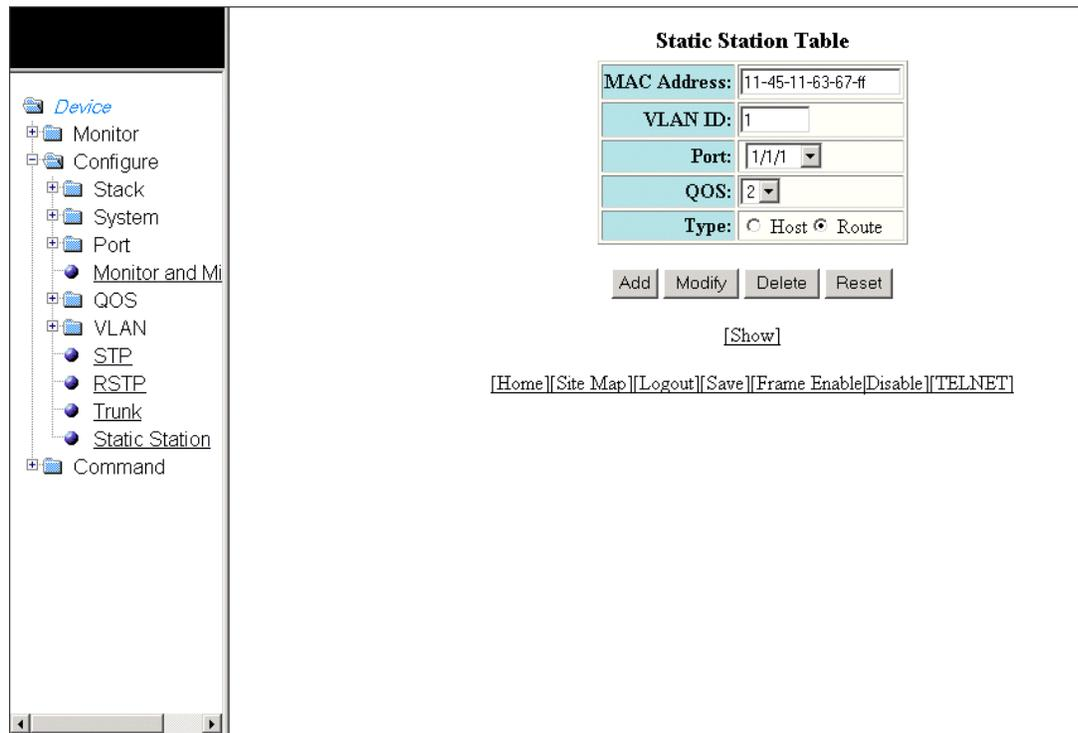 Device
Monitor
Configure
Stack
System
Port
Monitor and Mi
QOS
VLAN
STP
RSTP
Trunk
Static Station
Command
Static Station Table
MAC Address: 11-45-11-63-67-ff
VLAN ID: 1
Port: 1/1/1
QOS: 2
Type: Host Route
Add Modify Delete Reset
[Show]
[Home][Site Map][Logout][Save][Frame Enable|Disable][TELNET]